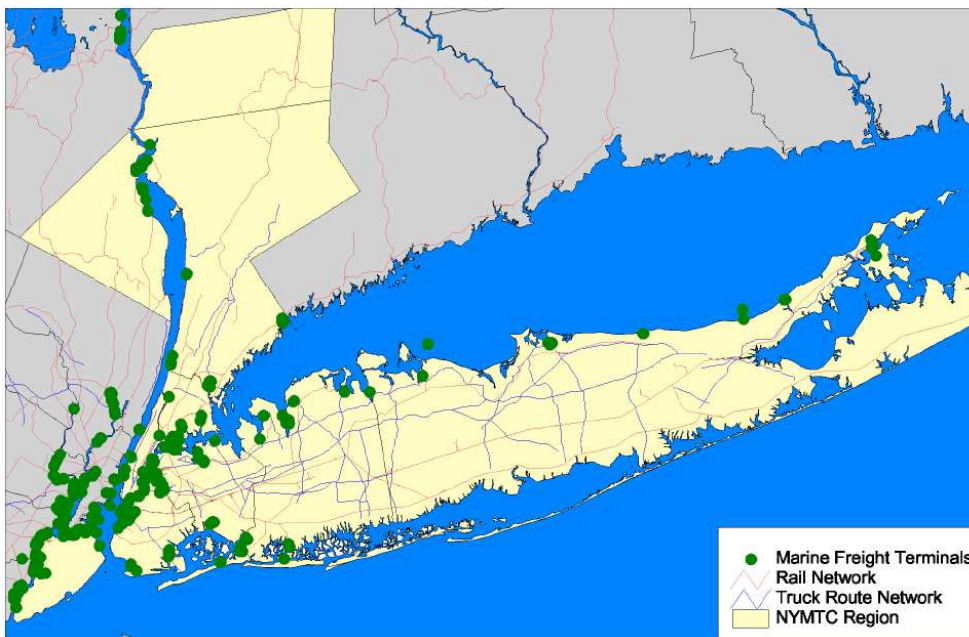 Marine Freight Terminals
Rail Network
Truck Route Network
NYMTC Region